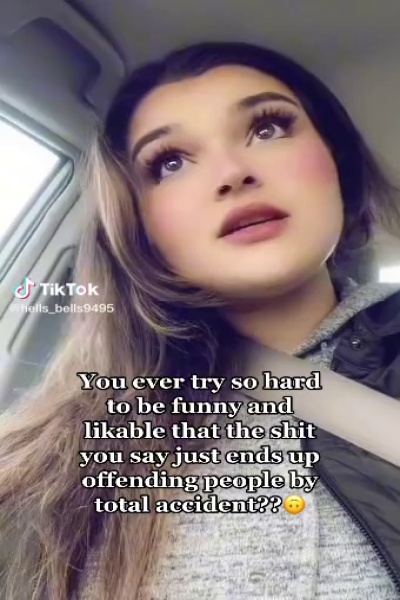 TikTok
@hells_bells9495
You ever try so hard
to be funny and
likable that the shit
you say just ends up
offending people by
total accident??🙃